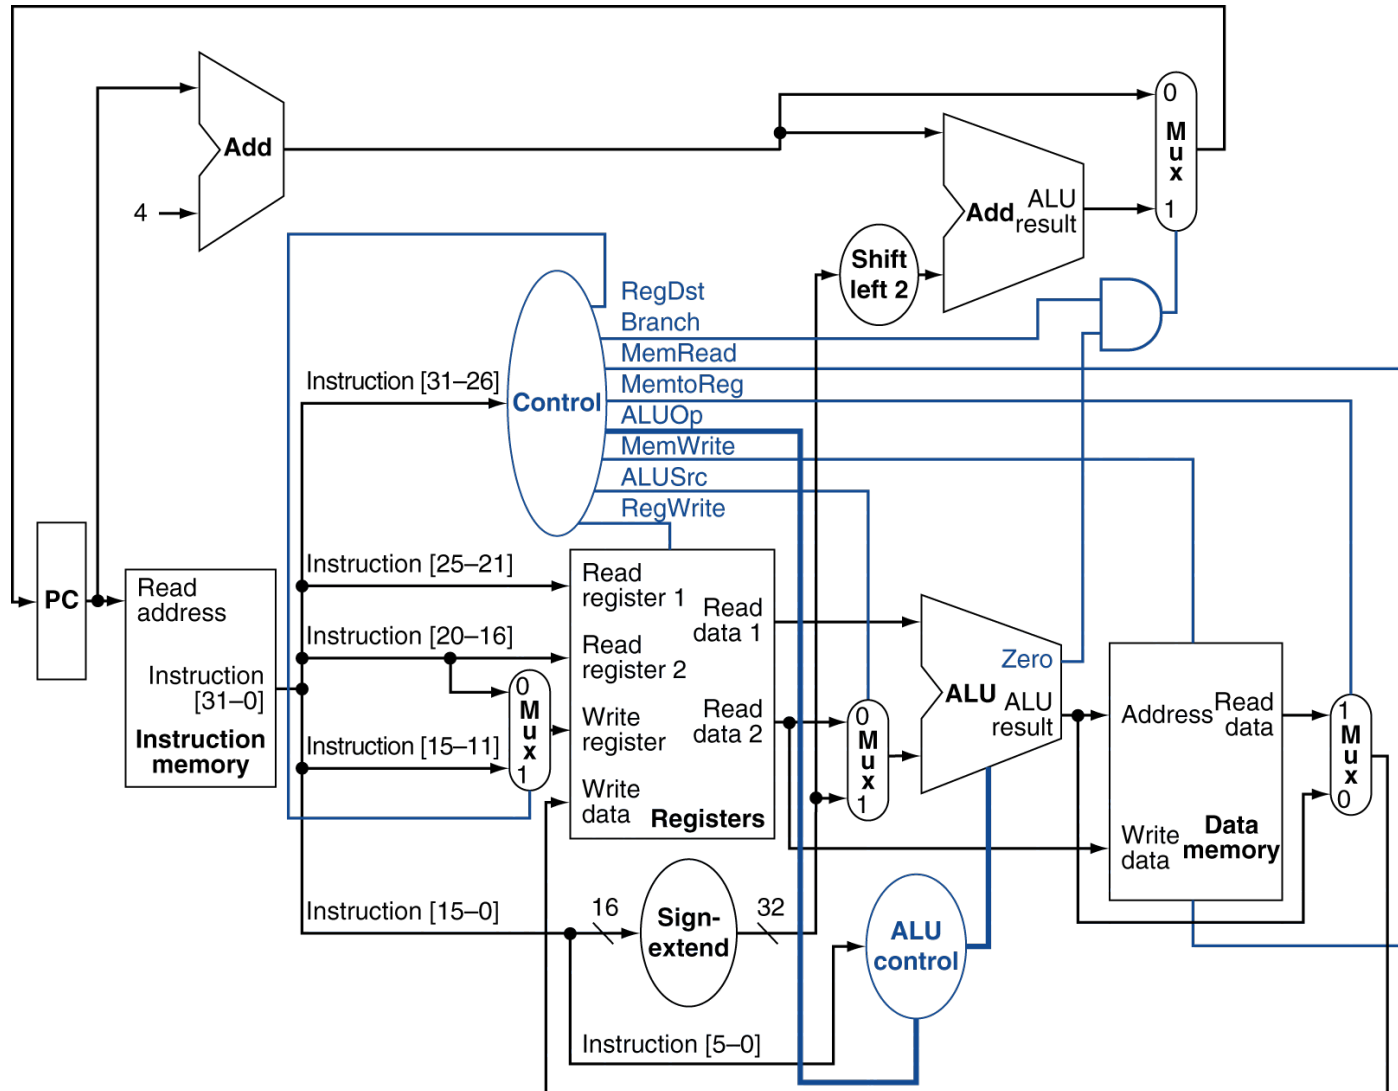 0
M
u
x
1
Add
4
Add
ALU
result
Shift
left 2
RegDst
Branch
MemRead
MemtoReg
ALUOp
MemWrite
ALUSrc
RegWrite
Instruction [31–26]
Control
PC
Read
address
Instruction
[31–0]
Instruction
memory
Instruction [25–21]
Instruction [20–16]
Instruction [15–11]
0
M
u
x
1
Read
register 1
Read
register 2
Write
register
Write
data
Read
data 1
Read
data 2
Registers
0
M
u
x
1
Zero
ALU
ALU
result
Address
Read
data
Write
data
Data
memory
1
M
u
x
0
Instruction [15–0]
16
Sign-
extend
32
ALU
control
Instruction [5–0]